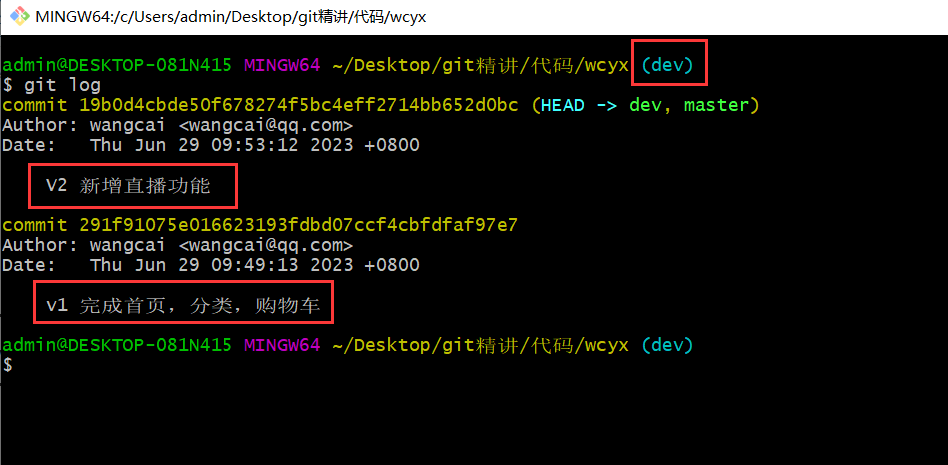 MINGW64:/c/Users/admin/Desktop/git精讲/代码/wcyx
admin@DESKTOP-081N415 MINGW64 ~/Desktop/git精讲/代码/wcyx (dev)
$ git log
commit 19b0d4cbde50f678274f5bc4eff2714bb652d0bc (HEAD -> dev, master)
Author: wangcai <wangcai@qq.com>
Date:   Thu Jun 29 09:53:12 2023 +0800
V2 新增直播功能
commit 291f91075e016623193fdbd07ccf4cbfdfaf97e7
Author: wangcai <wangcai@qq.com>
Date:   Thu Jun 29 09:49:13 2023 +0800
v1 完成首页，分类，购物车
admin@DESKTOP-081N415 MINGW64 ~/Desktop/git精讲/代码/wcyx (dev)
$